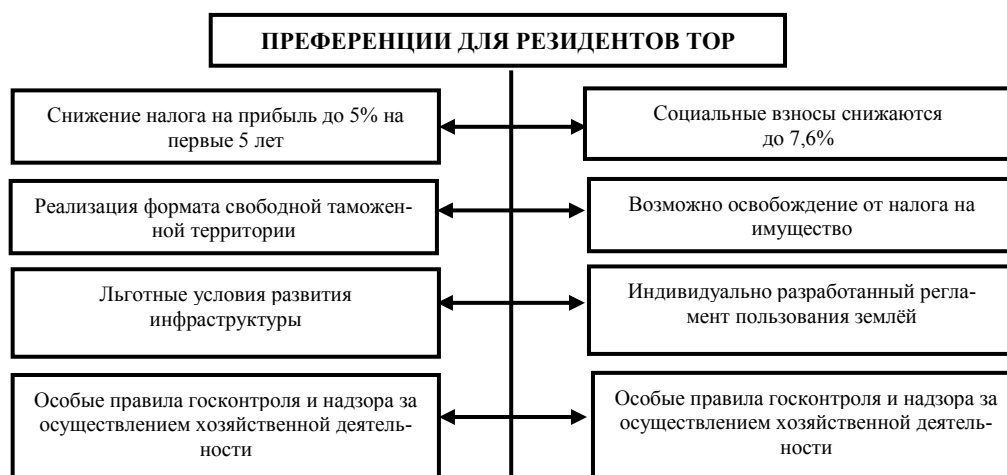 ПРЕФЕРЕНЦИИ ДЛЯ РЕЗИДЕНТОВ ТОР
Снижение налога на прибыль до 5% на
первые 5 лет
Социальные взносы снижаются
до 7,6%
Реализация формата свободной таможен-
ной территории
Возможно освобождение от налога на
имущество
Льготные условия развития
инфраструктуры
Индивидуально разработанный регла-
мент пользования землёй
Особые правила госконтроля и надзора за
осуществлением хозяйственной деятель-
ности
Особые правила госконтроля и надзора за
осуществлением хозяйственной деятель-
ности